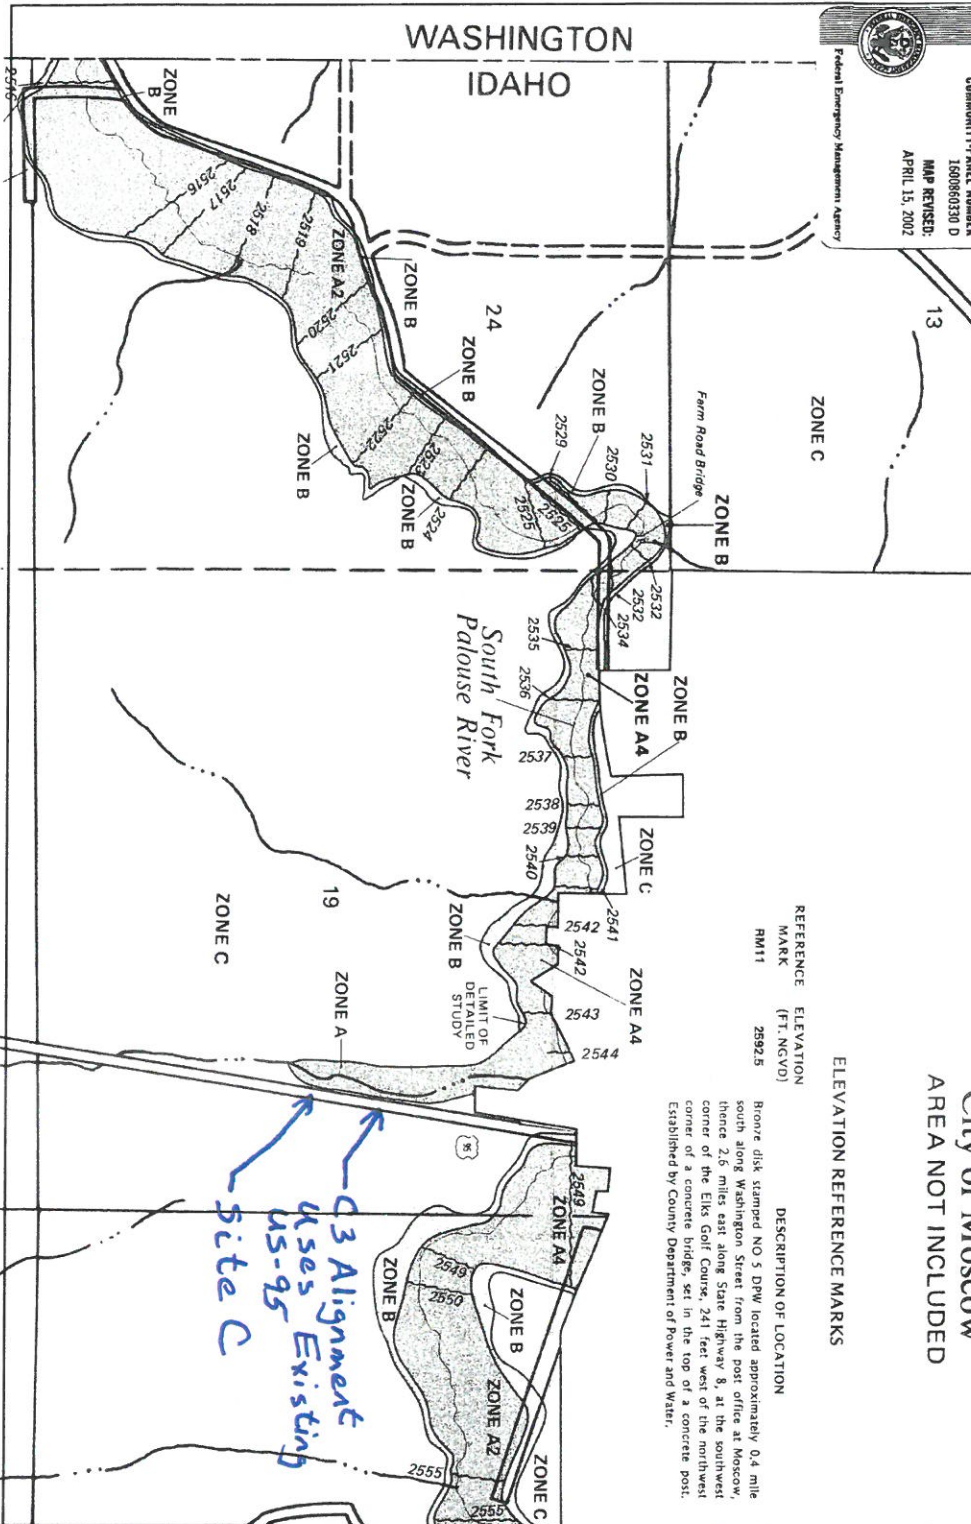 WASHINGTON
IDAHO
1600860330 D
MAP REVISED:
APRIL 15, 2002
Federal Emergency Management Agency
City of Moscow
AREA NOT INCLUDED
ELEVATION REFERENCE MARKS
REFERENCE MARK
ELEVATION (FT. NGVD)
DESCRIPTION OF LOCATION
RM11
2592.5
Bronze disk stamped NO 5 DPW located approximately 0.4 mile
south along Washington Street from the post office at Moscow,
thence 2.6 miles east along State Highway 8, at the southwest
corner of the Elks Golf Course, 241 feet west of the northwest
corner of a concrete bridge, set in the top of a concrete post.
Established by County Department of Power and Water.
13
ZONE C
24
Farm Road Bridge
ZONE B
2531
2530
ZONE B
2529
2532
2532
2534
ZONE B
ZONE B
ZONE B
2516
2516
2517
2518
2519
ZONE A2
2520
2521
2522
2523
2524
2525
2525
ZONE B
ZONE B
South Fork
Palouse River
2535
2536
2537
2538
2539
2540
ZONE A4
ZONE B
ZONE C
2541
2542
2542
2543
2544
ZONE A4
ZONE B
LIMIT OF
DETAILED
STUDY
ZONE A
19
ZONE C
95
2549
ZONE A4
2549
2550
ZONE B
ZONE B
ZONE A2
2555
2555
ZONE C
C3 Alignment
uses Existing
US-95
Site C